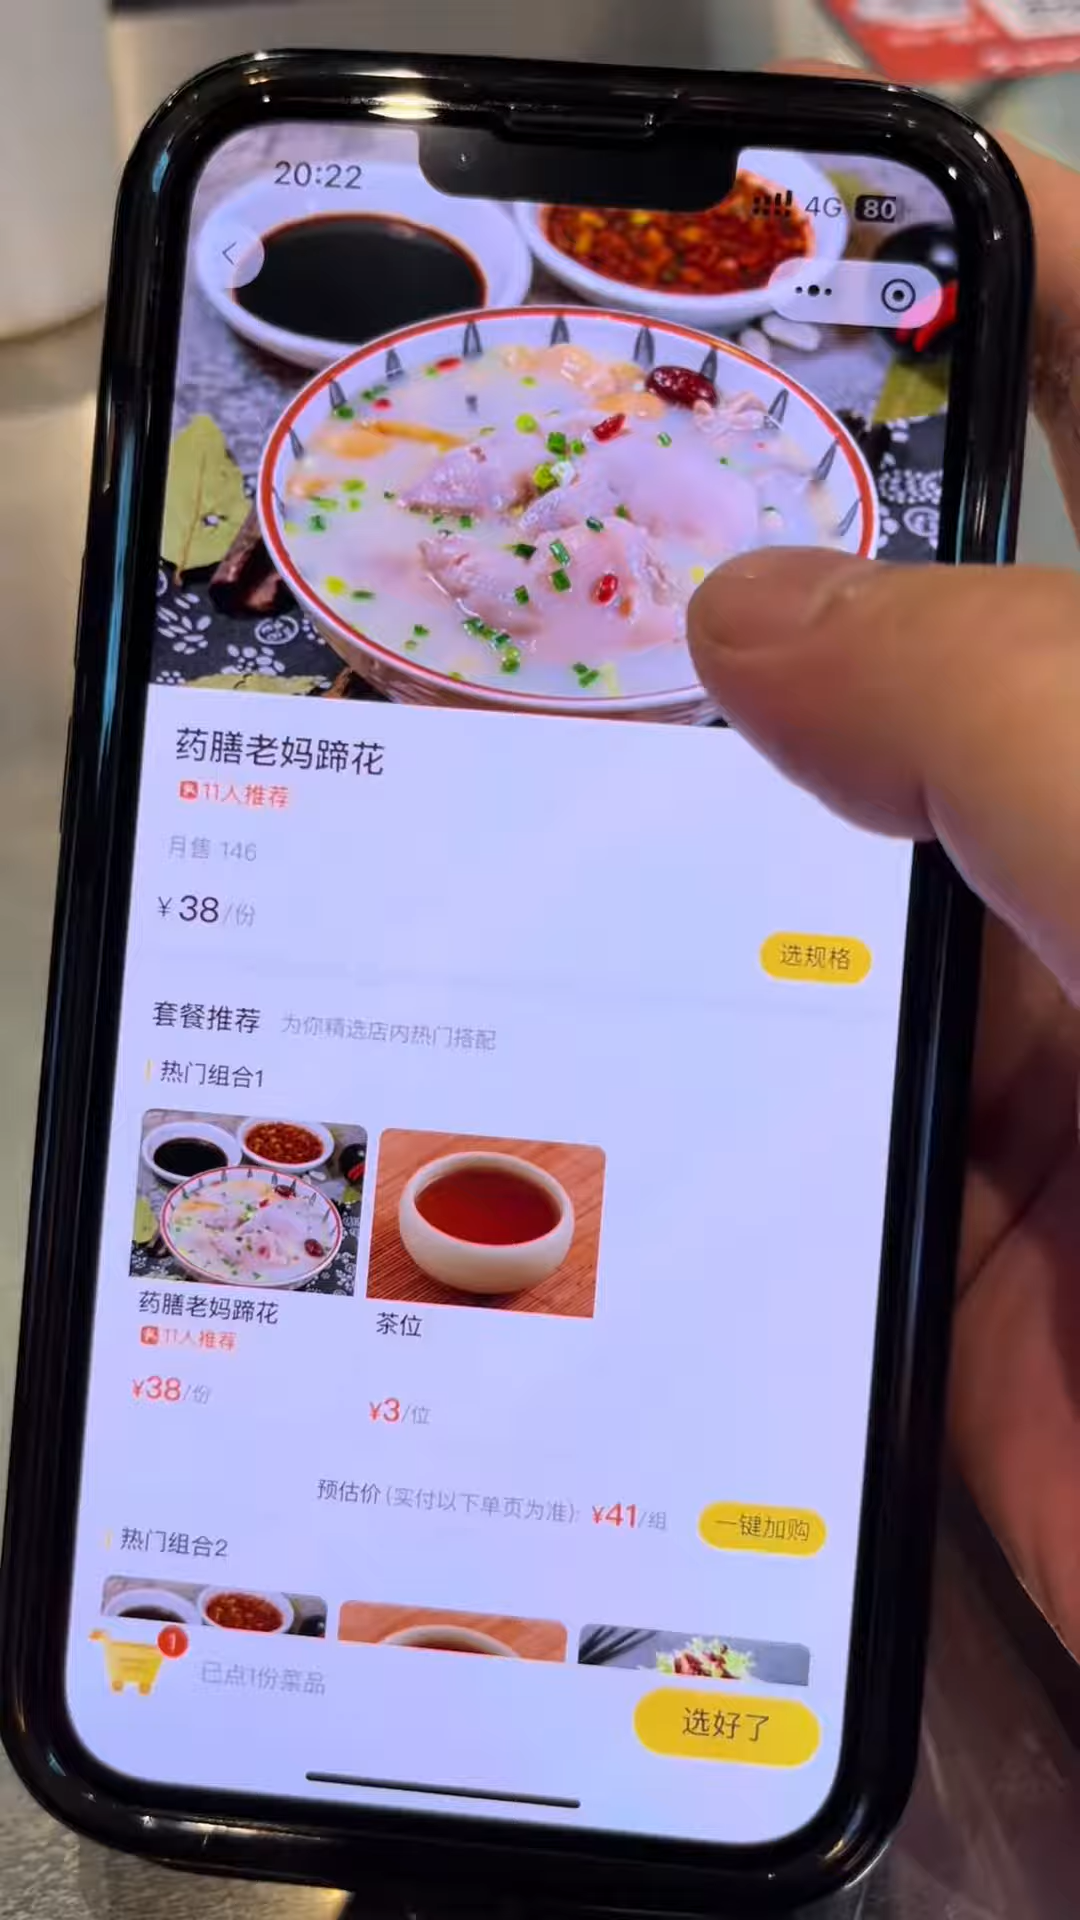 20:22
4G 80
药膳老妈蹄花
11人推荐
月售 146
¥38/份
选规格
套餐推荐 为你精选店内热门搭配
热门组合1
药膳老妈蹄花
11人推荐
¥38/份
茶位
¥3/位
预估价(实付以下单页为准): ¥41/组
一键加购
热门组合2
1
已点1份菜品
选好了